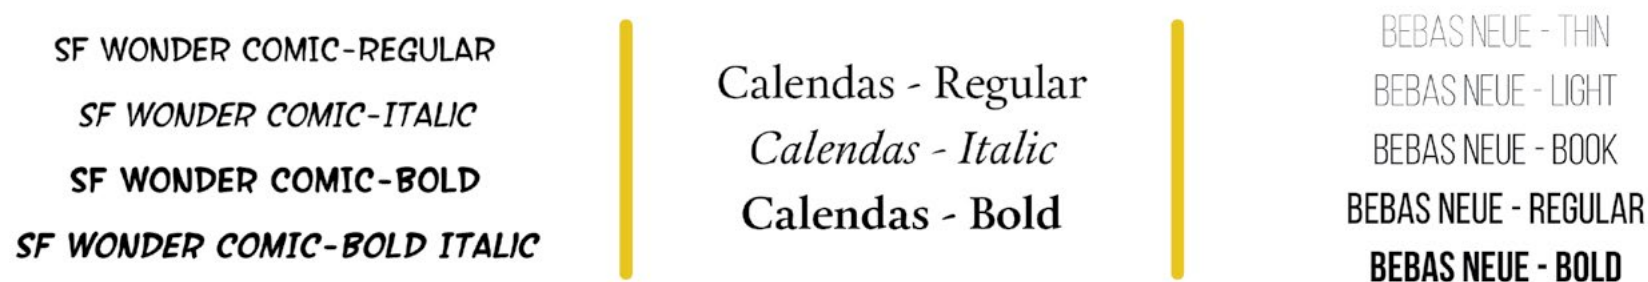 SF WONDER COMIC-REGULAR
SF WONDER COMIC-ITALIC
SF WONDER COMIC-BOLD
SF WONDER COMIC-BOLD ITALIC
Calendas - Regular
Calendas - Italic
Calendas - Bold
BEBAS NEUE - THIN
BEBAS NEUE - LIGHT
BEBAS NEUE - BOOK
BEBAS NEUE - REGULAR
BEBAS NEUE - BOLD